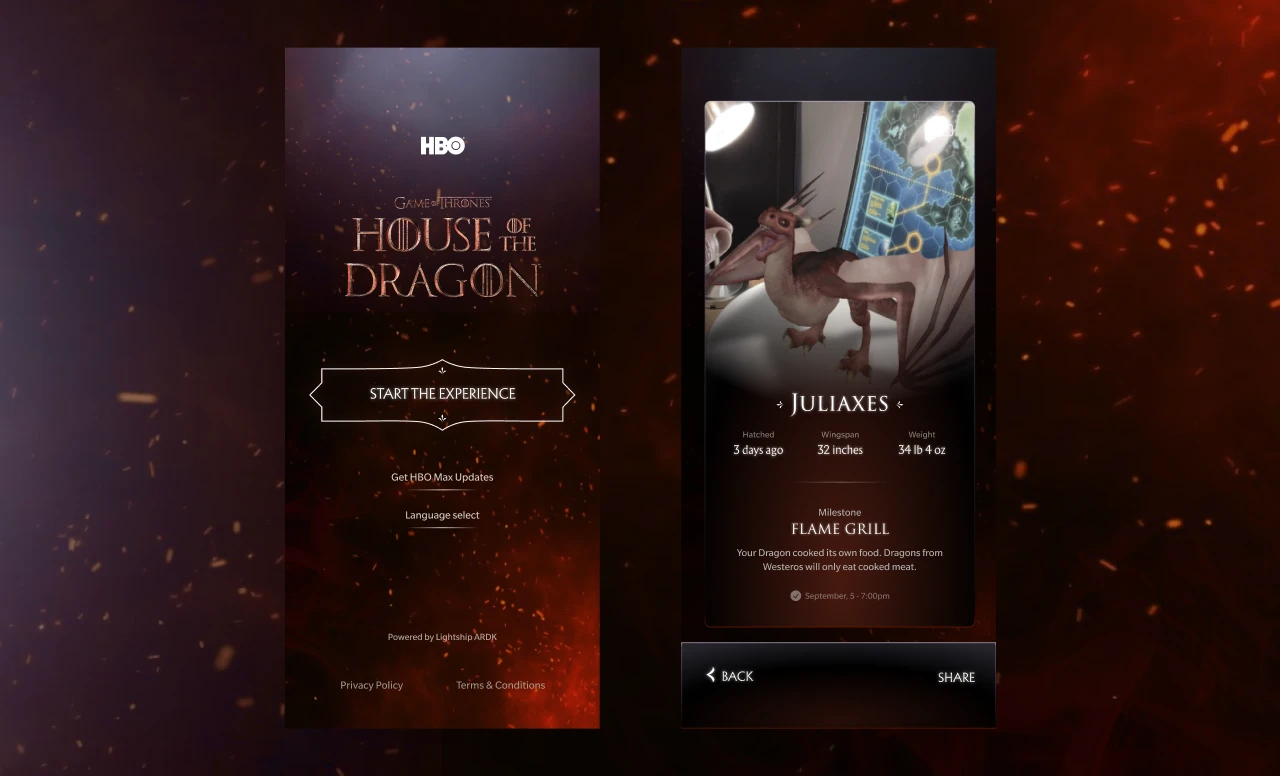 HBO
GAME OF THRONES
HOUSE OF THE
DRAGON
START THE EXPERIENCE
Get HBO Max Updates
Language select
Powered by Lightship ARDK
Privacy Policy Terms & Conditions
JULIAXES
Hatched Wingspan Weight
3 days ago 32 inches 34 lb 4 oz
Milestone
FLAME GRILL
Your Dragon cooked its own food. Dragons from
Westeros will only eat cooked meat.
September, 5 - 7:00pm
BACK SHARE